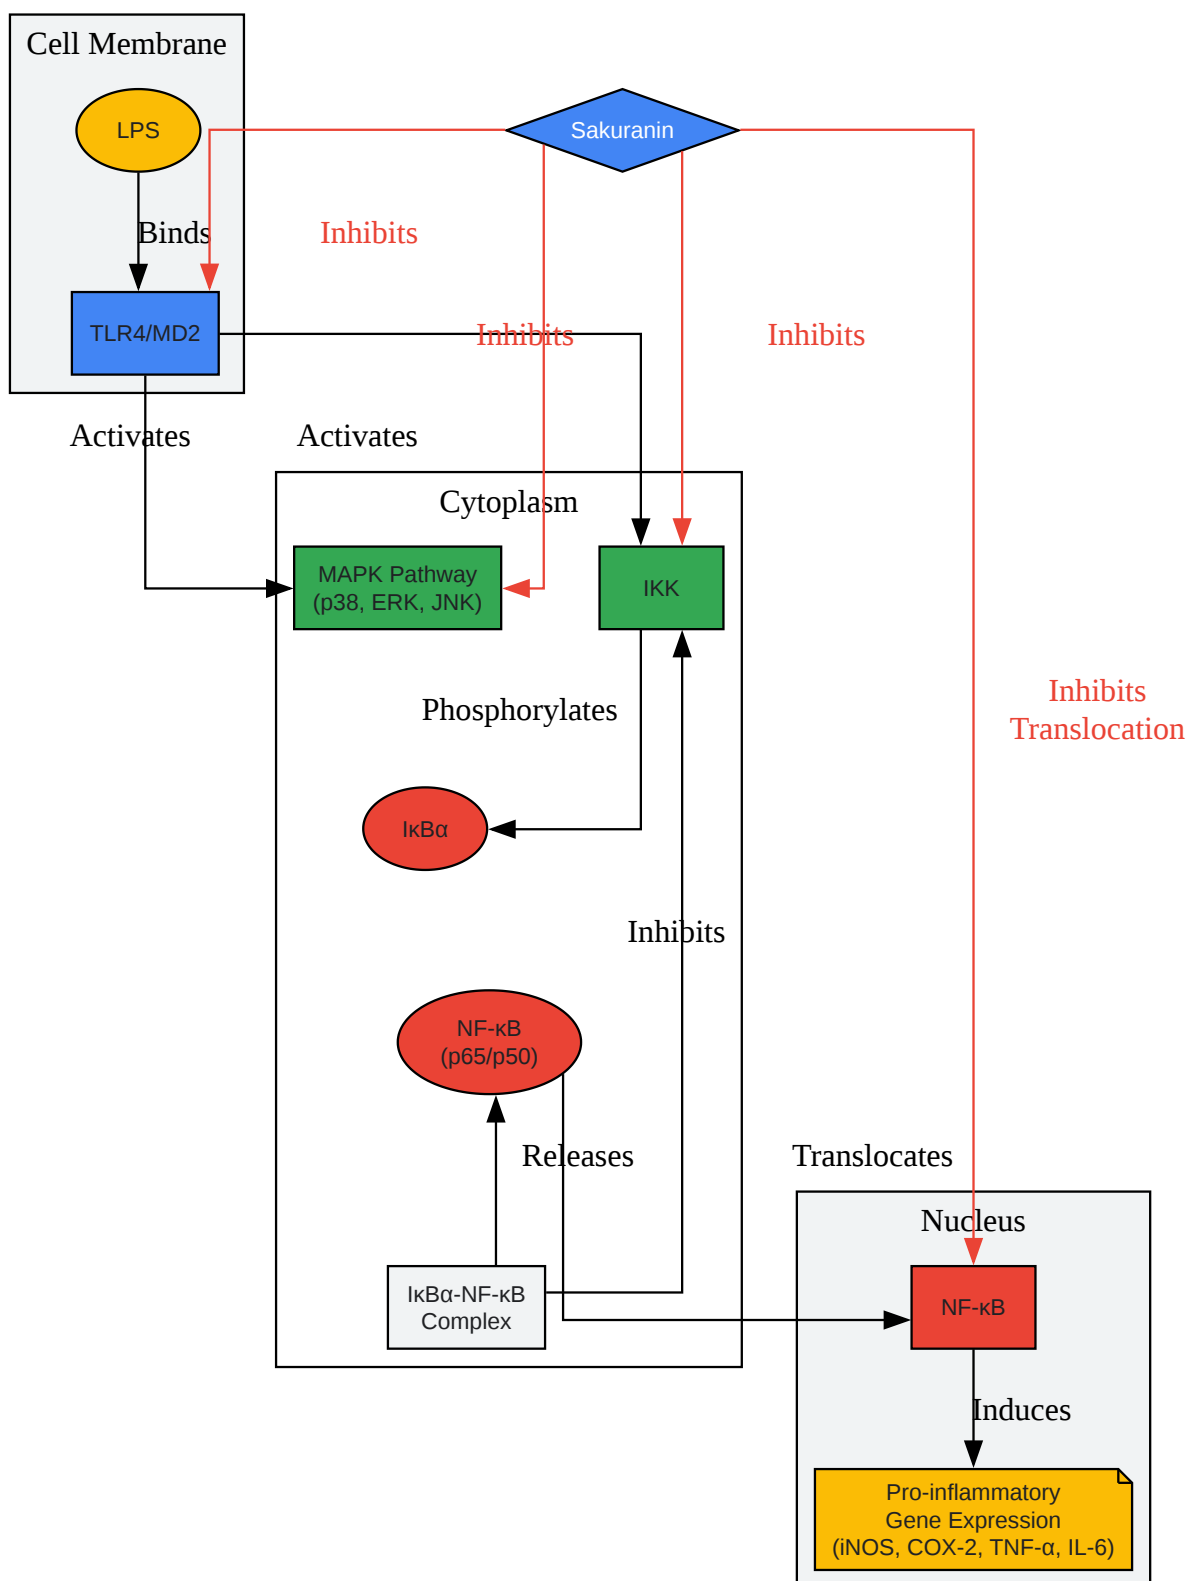 Cell Membrane
LPS
Sakuranin
Binds
Inhibits
TLR4/MD2
Inhibits
Inhibits
Activates
Activates
Cytoplasm
MAPK Pathway
(p38, ERK, JNK)
IKK
Inhibits
Translocation
Phosphorylates
IκBα
Inhibits
NF-κB
(p65/p50)
Releases
Translocates
Nucleus
IκBα-NF-κB
Complex
NF-κB
Induces
Pro-inflammatory
Gene Expression
(iNOS, COX-2, TNF-α, IL-6)